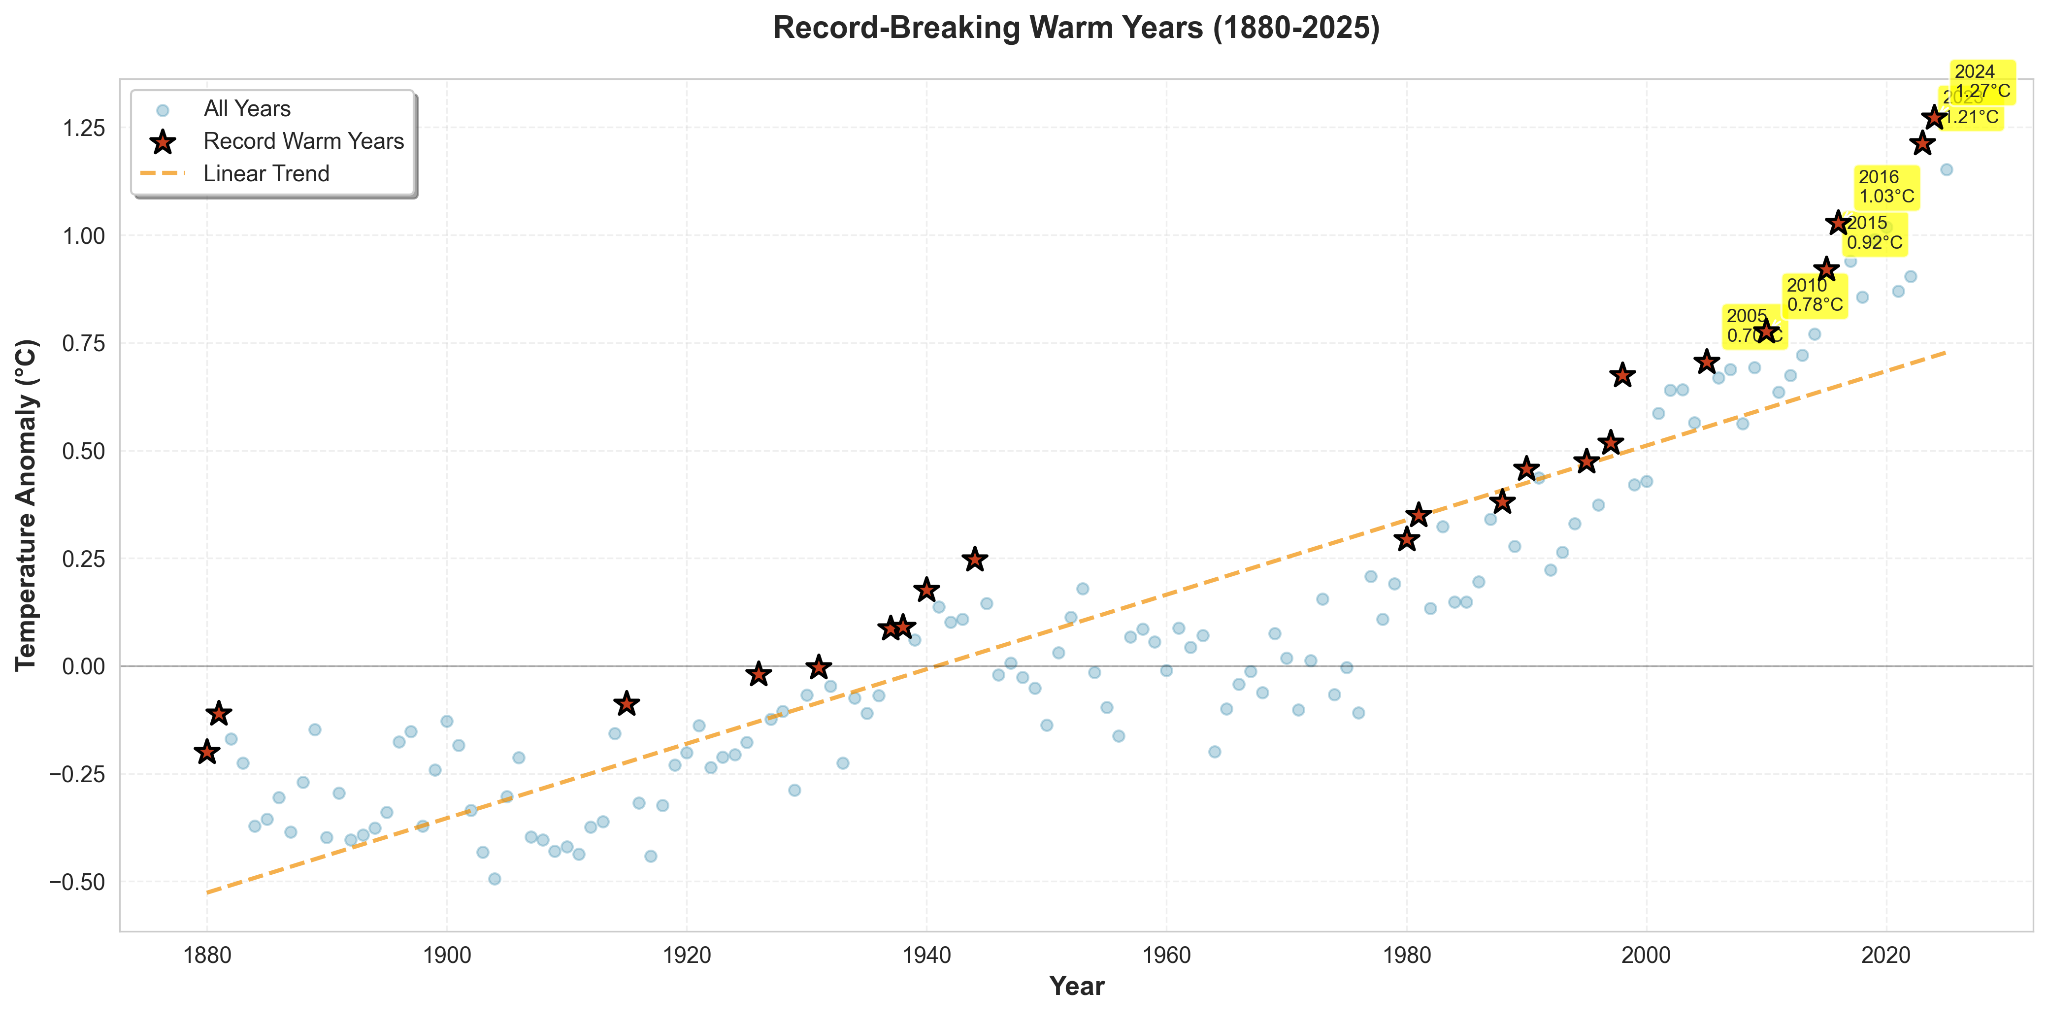 Record-Breaking Warm Years (1880-2025)
All Years
Record Warm Years
Linear Trend
2024
1.27°C
1.21°C
2016
1.03°C
2015
0.92°C
2010
0.78°C
2005
Temperature Anomaly (°C)
1.25
1.00
0.75
0.50
0.25
0.00
−0.25
−0.50
1880
1900
1920
1940
1960
1980
2000
2020
Year